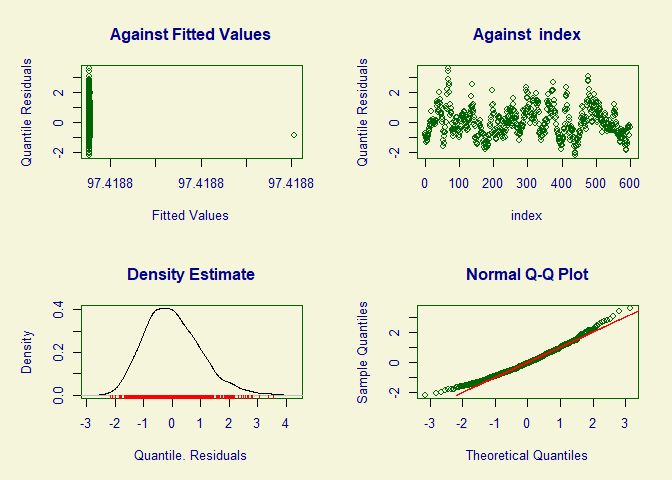 Against Fitted Values
Quantile Residuals
2
0
-2
97.4188 97.4188 97.4188
Fitted Values
Against  index
Quantile Residuals
2
0
-2
0 100 200 300 400 500 600
index
Density Estimate
Density
0.4
0.2
0.0
-3 -2 -1 0 1 2 3 4
Quantile. Residuals
Normal Q-Q Plot
Sample Quantiles
2
0
-2
-3 -2 -1 0 1 2 3
Theoretical Quantiles